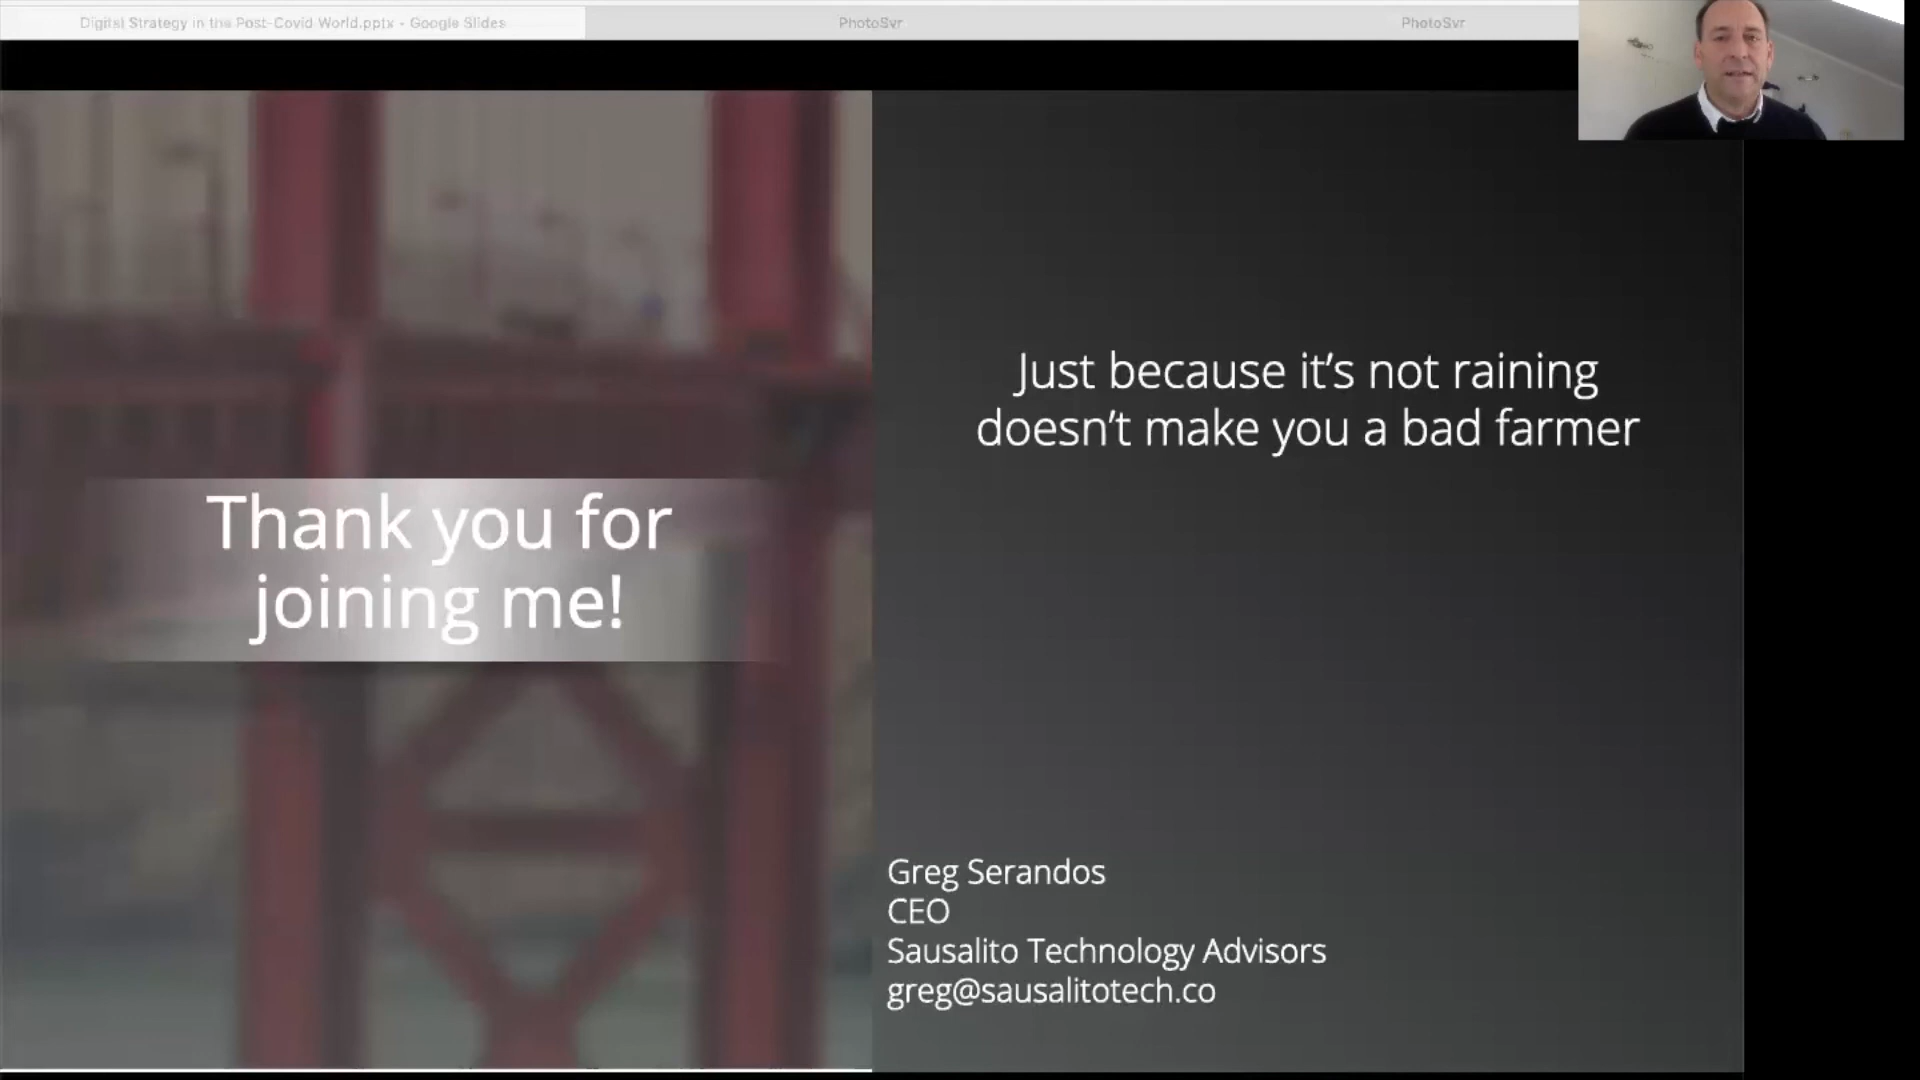 Digital Strategy in the Post-Covid World.pptx - Google Slides
PhotoSvr
PhotoSvr
Thank you for
joining me!
Just because it’s not raining
doesn’t make you a bad farmer
Greg Serandos
CEO
Sausalito Technology Advisors
greg@sausalitotech.co